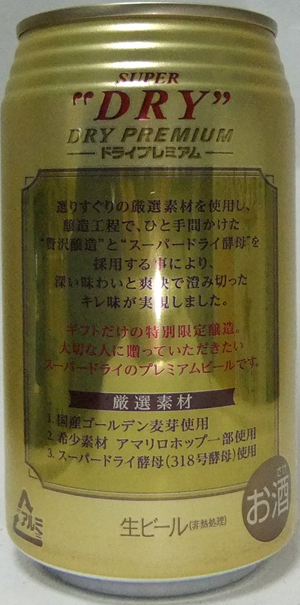 SUPER
"DRY"
DRY PREMIUM
ドライプレミアム
選りすぐりの厳選素材を使用し、
醸造工程で、ひと手間かけた
"贅沢醸造"と"スーパードライ酵母"を
採用する事により、
深い味わいと爽快で澄み切った
キレ味が実現しました。
ギフトだけの特別限定醸造。
大切な人に贈っていただきたい
スーパードライのプレミアムビールです。
厳選素材
1. 国産ゴールデン麦芽使用
2. 希少素材 アマリロホップ一部使用
3. スーパードライ酵母(318号酵母)使用
アルミ
生ビール(非熱処理)
お酒